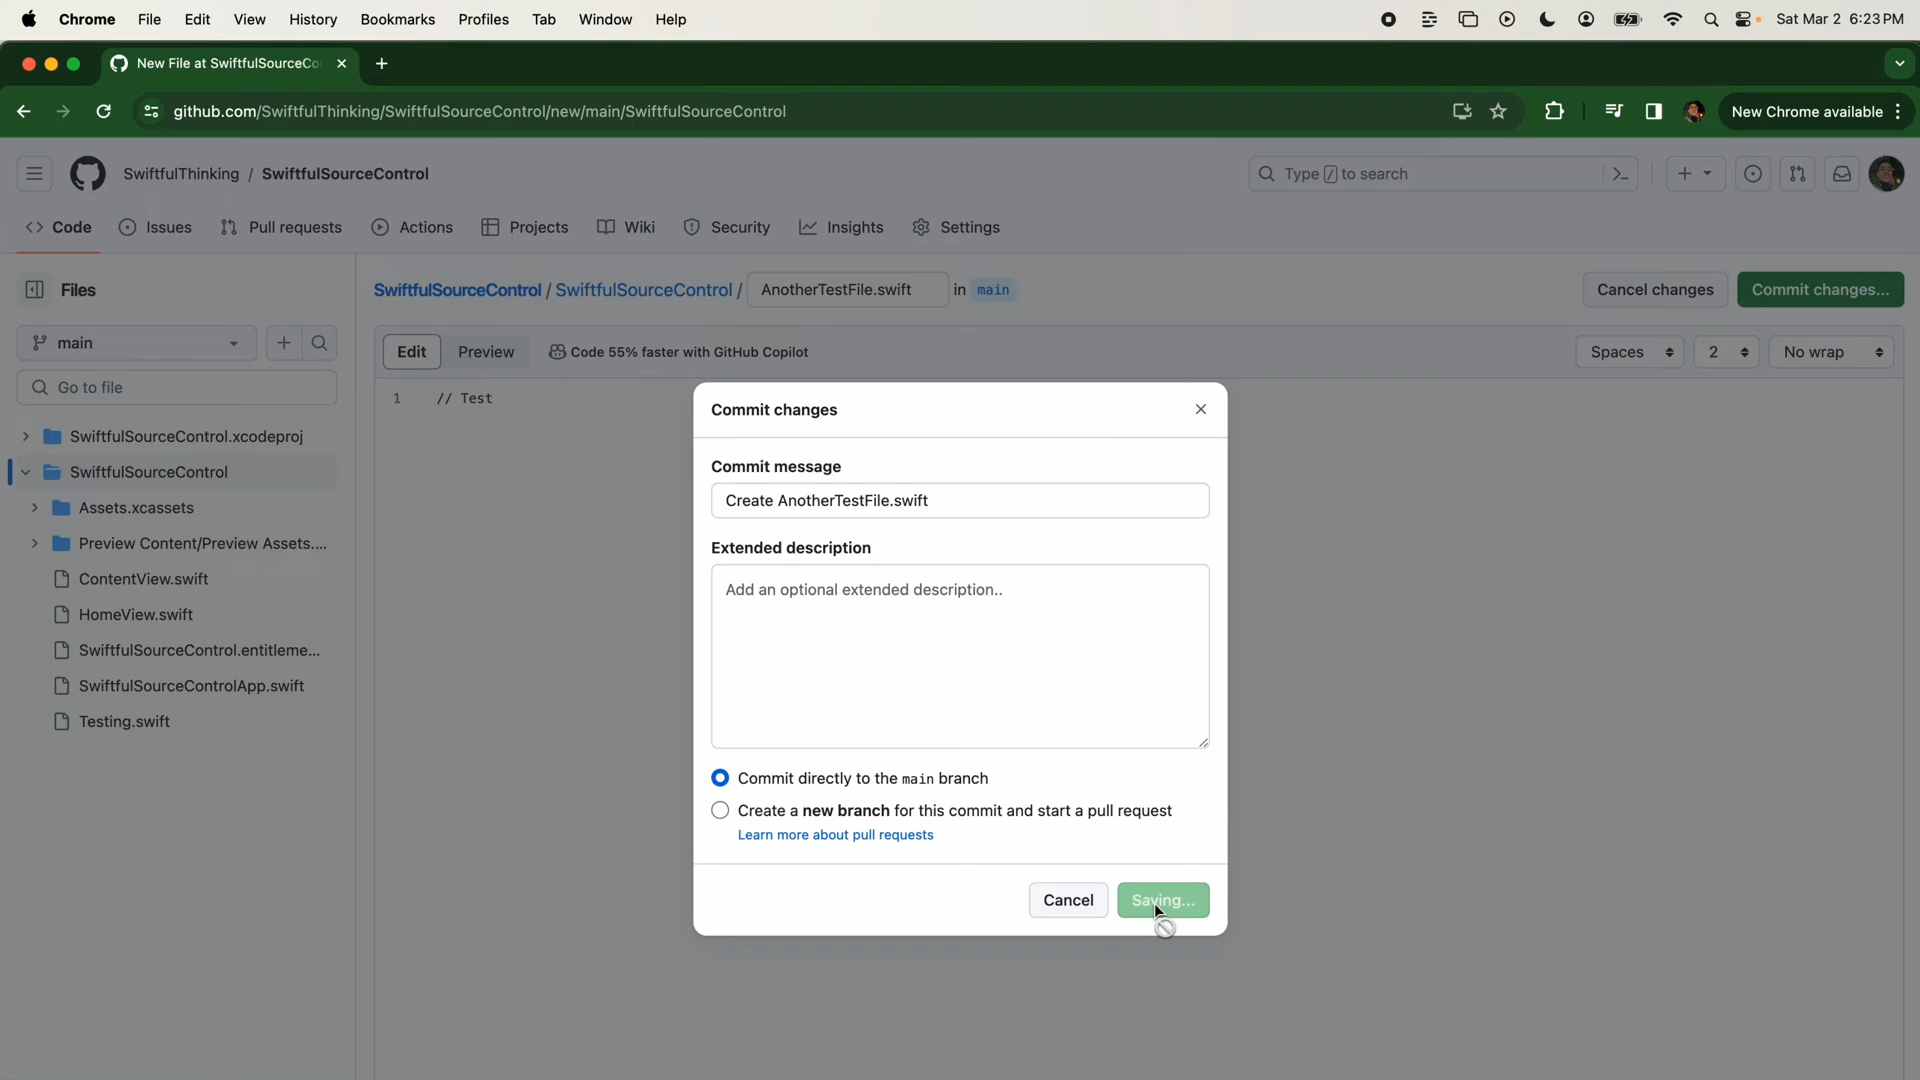 Chrome File Edit View History Bookmarks Profiles Tab Window Help Sat Mar 2 6:23 PM
New File at SwiftfulSourceCo
github.com/SwiftfulThinking/SwiftfulSourceControl/new/main/SwiftfulSourceControl New Chrome available
SwiftfulThinking / SwiftfulSourceControl Type / to search
Code Issues Pull requests Actions Projects Wiki Security Insights Settings
Files SwiftfulSourceControl / SwiftfulSourceControl / AnotherTestFile.swift in main Cancel changes Commit changes...
main Edit Preview Code 55% faster with GitHub Copilot Spaces 2 No wrap
Go to file
1 // Test
SwiftfulSourceControl.xcodeproj
SwiftfulSourceControl
Assets.xcassets
Preview Content/Preview Assets....
ContentView.swift
HomeView.swift
SwiftfulSourceControl.entitleme...
SwiftfulSourceControlApp.swift
Testing.swift
Commit changes
Commit message
Create AnotherTestFile.swift
Extended description
Add an optional extended description..
Commit directly to the main branch
Create a new branch for this commit and start a pull request
Learn more about pull requests
Cancel Saving...